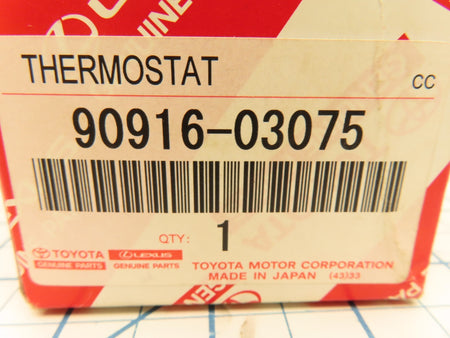 THERMOSTAT
CC
90916-03075
QTY: 1
TOYOTA LEXUS
GENUINE PARTS GENUINE PARTS
TOYOTA MOTOR CORPORATION
MADE IN JAPAN (43)33